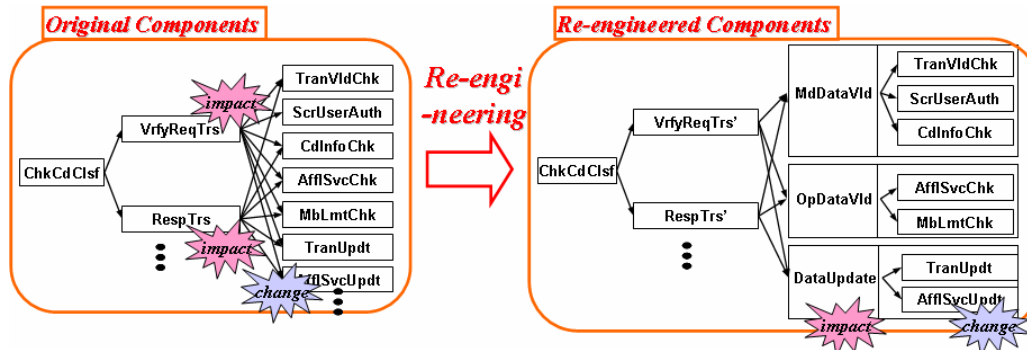 Original Components
TranVldChk
impact
ScrUserAuth
VrfyReqTrs
CdInfoChk
ChkCdClsf
AfflSvcChk
MbLmtChk
RespTrs
TranUpdt
impact
AfflSvcUpdt
change
Re-engi
-neering
Re-engineered Components
TranVldChk
MdDataVld
ScrUserAuth
VrfyReqTrs'
CdInfoChk
ChkCdClsf
AfflSvcChk
OpDataVld
RespTrs'
MbLmtChk
TranUpdt
DataUpdate
AfflSvcUpdt
impact
change